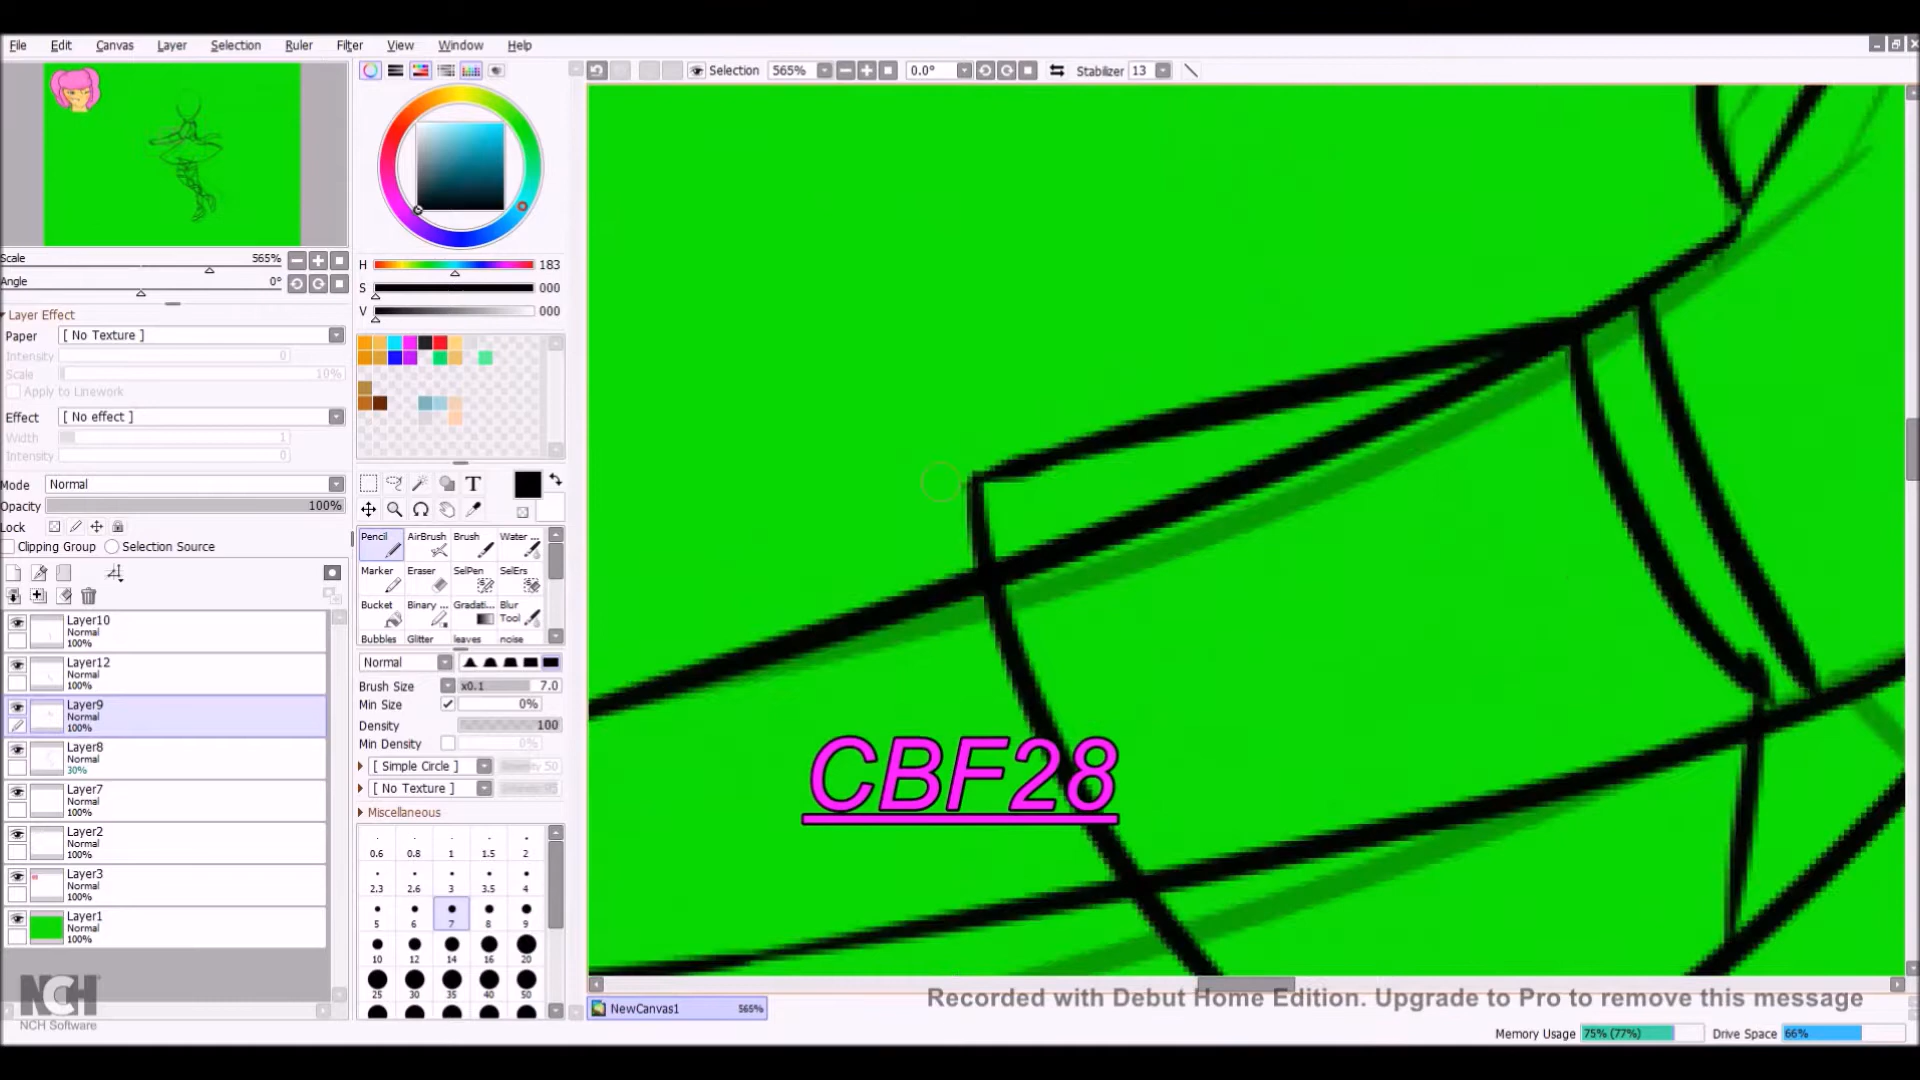 File Edit Canvas Layer Selection Ruler Filter View Window Help
Selection 565% 0.0° Stabilizer 13
Scale 565%
Angle 0°
Layer Effect
Paper [ No Texture ]
Intensity 0
Scale 10%
Apply to Linework
Effect [ No effect ]
Width 1
Intensity 0
Mode Normal
Opacity 100%
Lock
Clipping Group Selection Source
Layer10
Normal
100%
Layer12
Normal
100%
Layer9
Normal
100%
Layer8
Normal
30%
Layer7
Normal
100%
Layer2
Normal
100%
Layer3
Normal
100%
Layer1
Normal
100%
NCH
NCH Software
H 183
S 000
V 000
T
Pencil AirBrush Brush Water ...
Marker Eraser SelPen SelErs
Bucket Binary ... Gradati... Blur Tool
Bubbles Glitter leaves noise
Normal
Brush Size x0.1 7.0
Min Size 0%
Density 100
Min Density 0%
[ Simple Circle ] 50
[ No Texture ] 95
Miscellaneous
0.6 0.8 1 1.5 2
2.3 2.6 3 3.5 4
5 6 7 8 9
10 12 14 16 20
25 30 35 40 50
CBF28
NewCanvas1 565%
Recorded with Debut Home Edition. Upgrade to Pro to remove this message
Memory Usage 75% (77%) Drive Space 66%